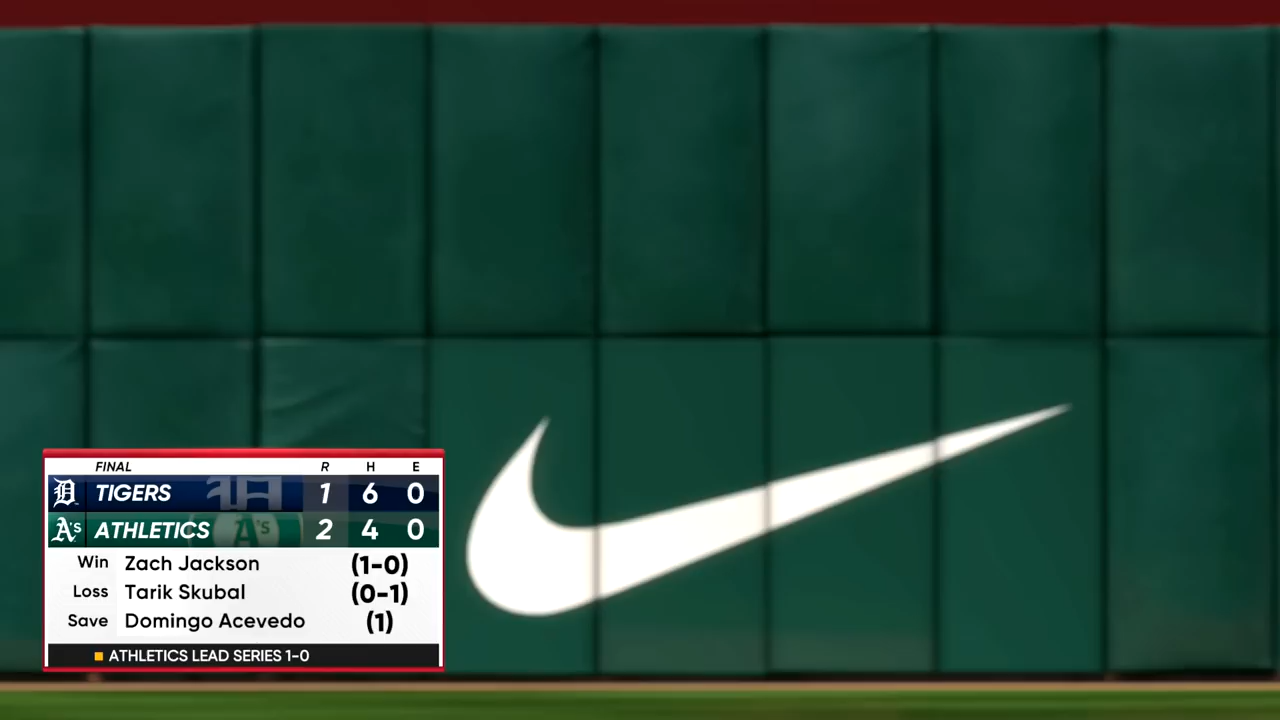 FINAL R H E
D TIGERS 1 6 0
A's ATHLETICS A's 2 4 0
Win Zach Jackson (1-0)
Loss Tarik Skubal (0-1)
Save Domingo Acevedo (1)
ATHLETICS LEAD SERIES 1-0